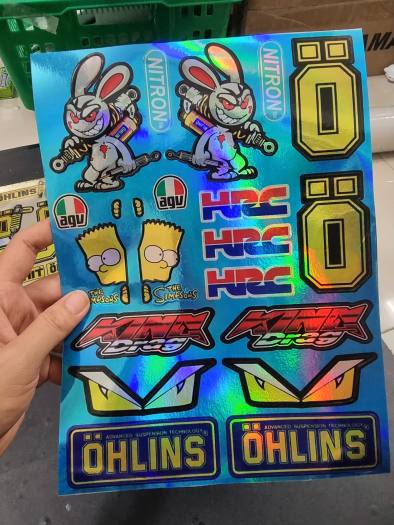 NITRON
NITRON
Ö
agv
agv
HRC
HRC
HRC
Ö
THE
SIMPSONS
THE
SIMPSONS
KING
Drag
KING
Drag
ADVANCED SUSPENSION TECHNOLOGY®
ÖHLINS
ADVANCED SUSPENSION TECHNOLOGY®
ÖHLINS
ÖHLINS